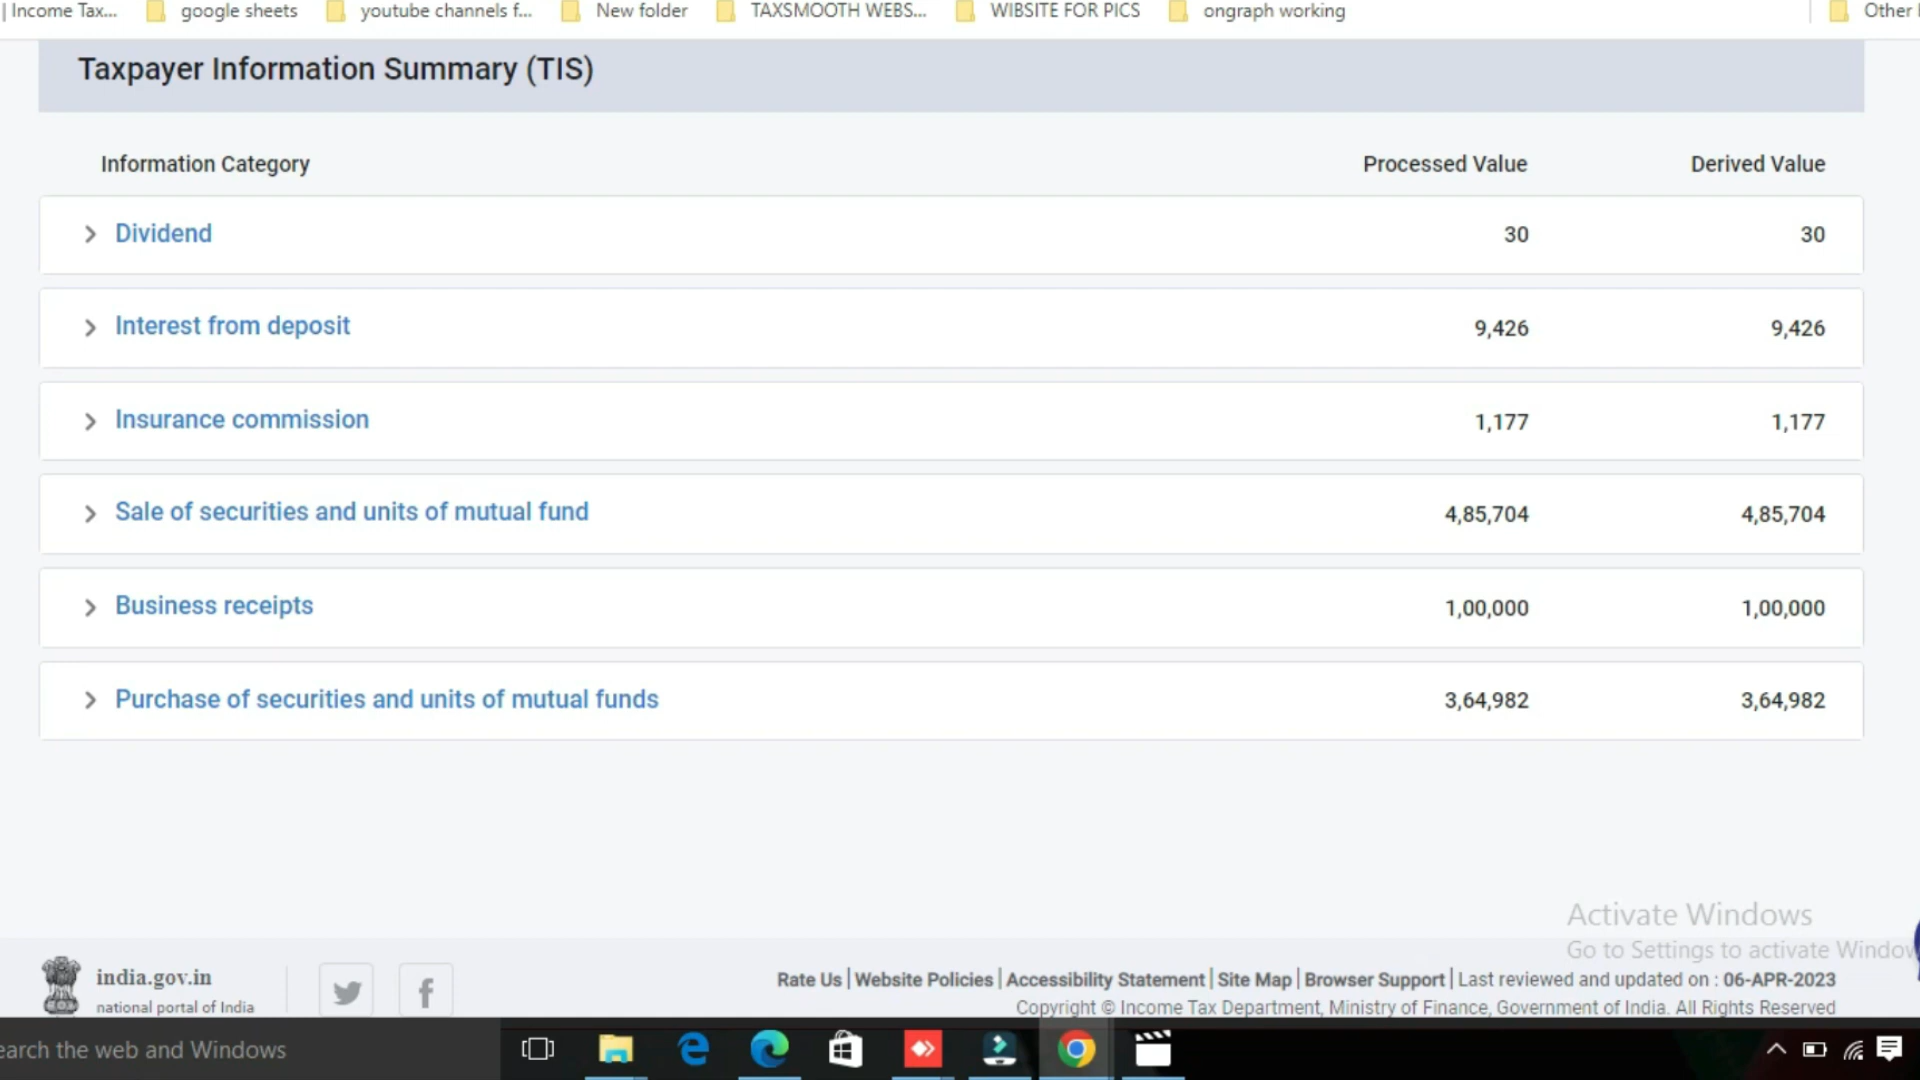 | Income Tax... google sheets youtube channels f... New folder TAXSMOOTH WEBS... WIBSITE FOR PICS ongraph working Other
Taxpayer Information Summary (TIS)
Information Category Processed Value Derived Value
Dividend 30 30
Interest from deposit 9,426 9,426
Insurance commission 1,177 1,177
Sale of securities and units of mutual fund 4,85,704 4,85,704
Business receipts 1,00,000 1,00,000
Purchase of securities and units of mutual funds 3,64,982 3,64,982
Activate Windows
Go to Settings to activate Window
india.gov.in
national portal of India
Rate Us | Website Policies | Accessibility Statement | Site Map | Browser Support | Last reviewed and updated on : 06-APR-2023
Copyright © Income Tax Department, Ministry of Finance, Government of India. All Rights Reserved
earch the web and Windows